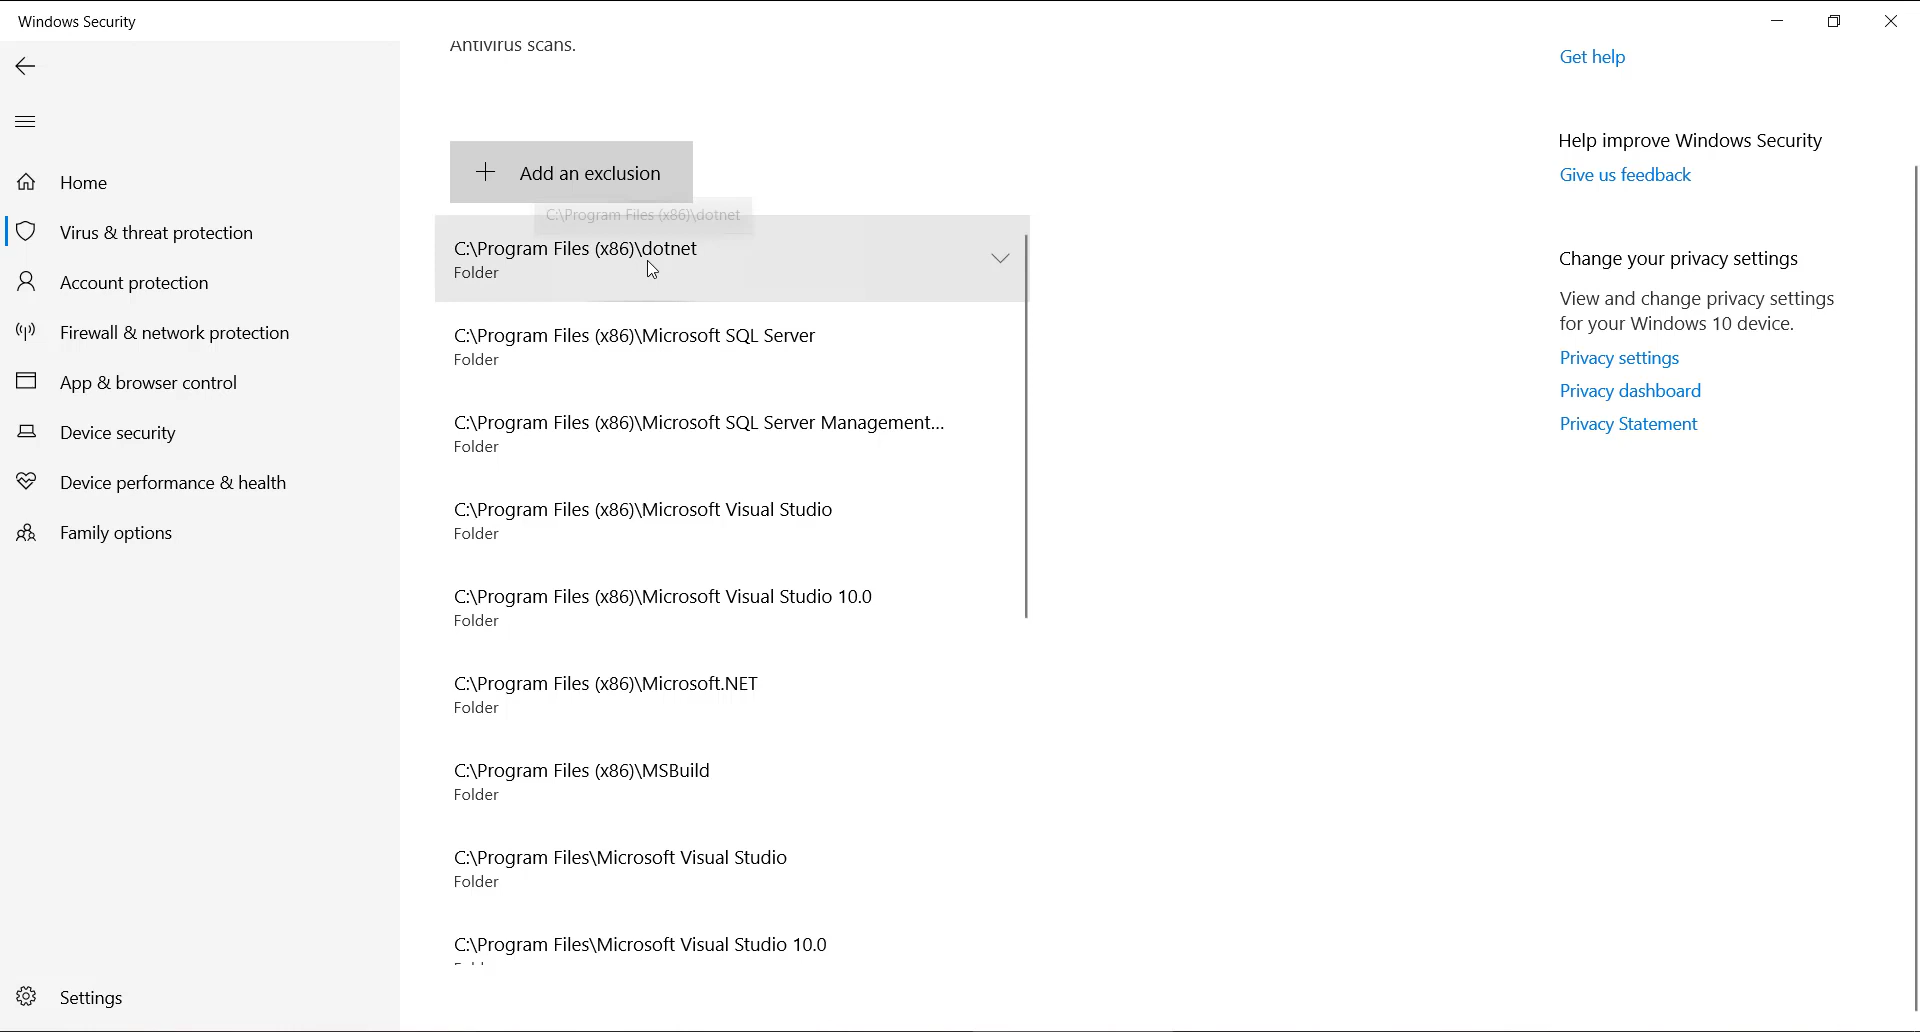 Windows Security
Home
Virus & threat protection
Account protection
Firewall & network protection
App & browser control
Device security
Device performance & health
Family options
Settings
Antivirus scans.
Add an exclusion
C:\Program Files (x86)\dotnet
C:\Program Files (x86)\dotnet
Folder
C:\Program Files (x86)\Microsoft SQL Server
Folder
C:\Program Files (x86)\Microsoft SQL Server Management...
Folder
C:\Program Files (x86)\Microsoft Visual Studio
Folder
C:\Program Files (x86)\Microsoft Visual Studio 10.0
Folder
C:\Program Files (x86)\Microsoft.NET
Folder
C:\Program Files (x86)\MSBuild
Folder
C:\Program Files\Microsoft Visual Studio
Folder
C:\Program Files\Microsoft Visual Studio 10.0
Get help
Help improve Windows Security
Give us feedback
Change your privacy settings
View and change privacy settings
for your Windows 10 device.
Privacy settings
Privacy dashboard
Privacy Statement